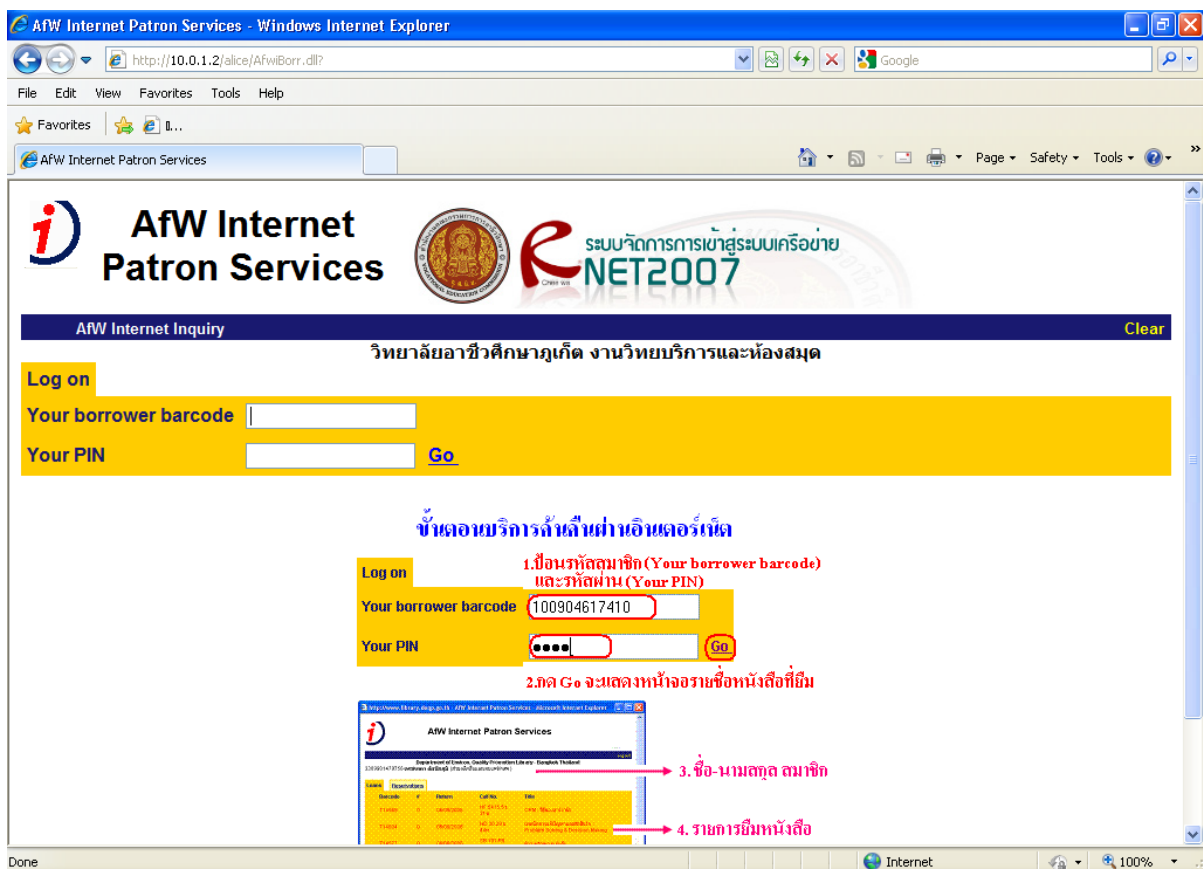 AfW Internet Patron Services - Windows Internet Explorer
http://10.0.1.2/alice/AfwiBorr.dll?
Google
File Edit View Favorites Tools Help
Favorites
AfW Internet Patron Services
Page Safety Tools
AfW Internet
Patron Services
ระบบจัดการการเข้าสู่ระบบเครือข่าย
NET2007
AfW Internet Inquiry Clear
วิทยาลัยอาชีวศึกษาภูเก็ต งานวิทยบริการและห้องสมุด
Log on
Your borrower barcode
Your PIN Go
ขั้นตอนบริการค้นคืนผ่านอินเตอร์เน็ต
1.ป้อนรหัสสมาชิก (Your borrower barcode)
และรหัสผ่าน (Your PIN)
Log on
Your borrower barcode 100904617410
Your PIN ●●●● Go
2.กด Go จะแสดงหน้าจอรายชื่อหนังสือที่ยืม
AfW Internet Patron Services
3. ชื่อ-นามสกุล สมาชิก
Loans Reservations
Barcode # Return Call No. Title
4. รายการยืมหนังสือ
Problem Solving & Decision Making
Done Internet 100%